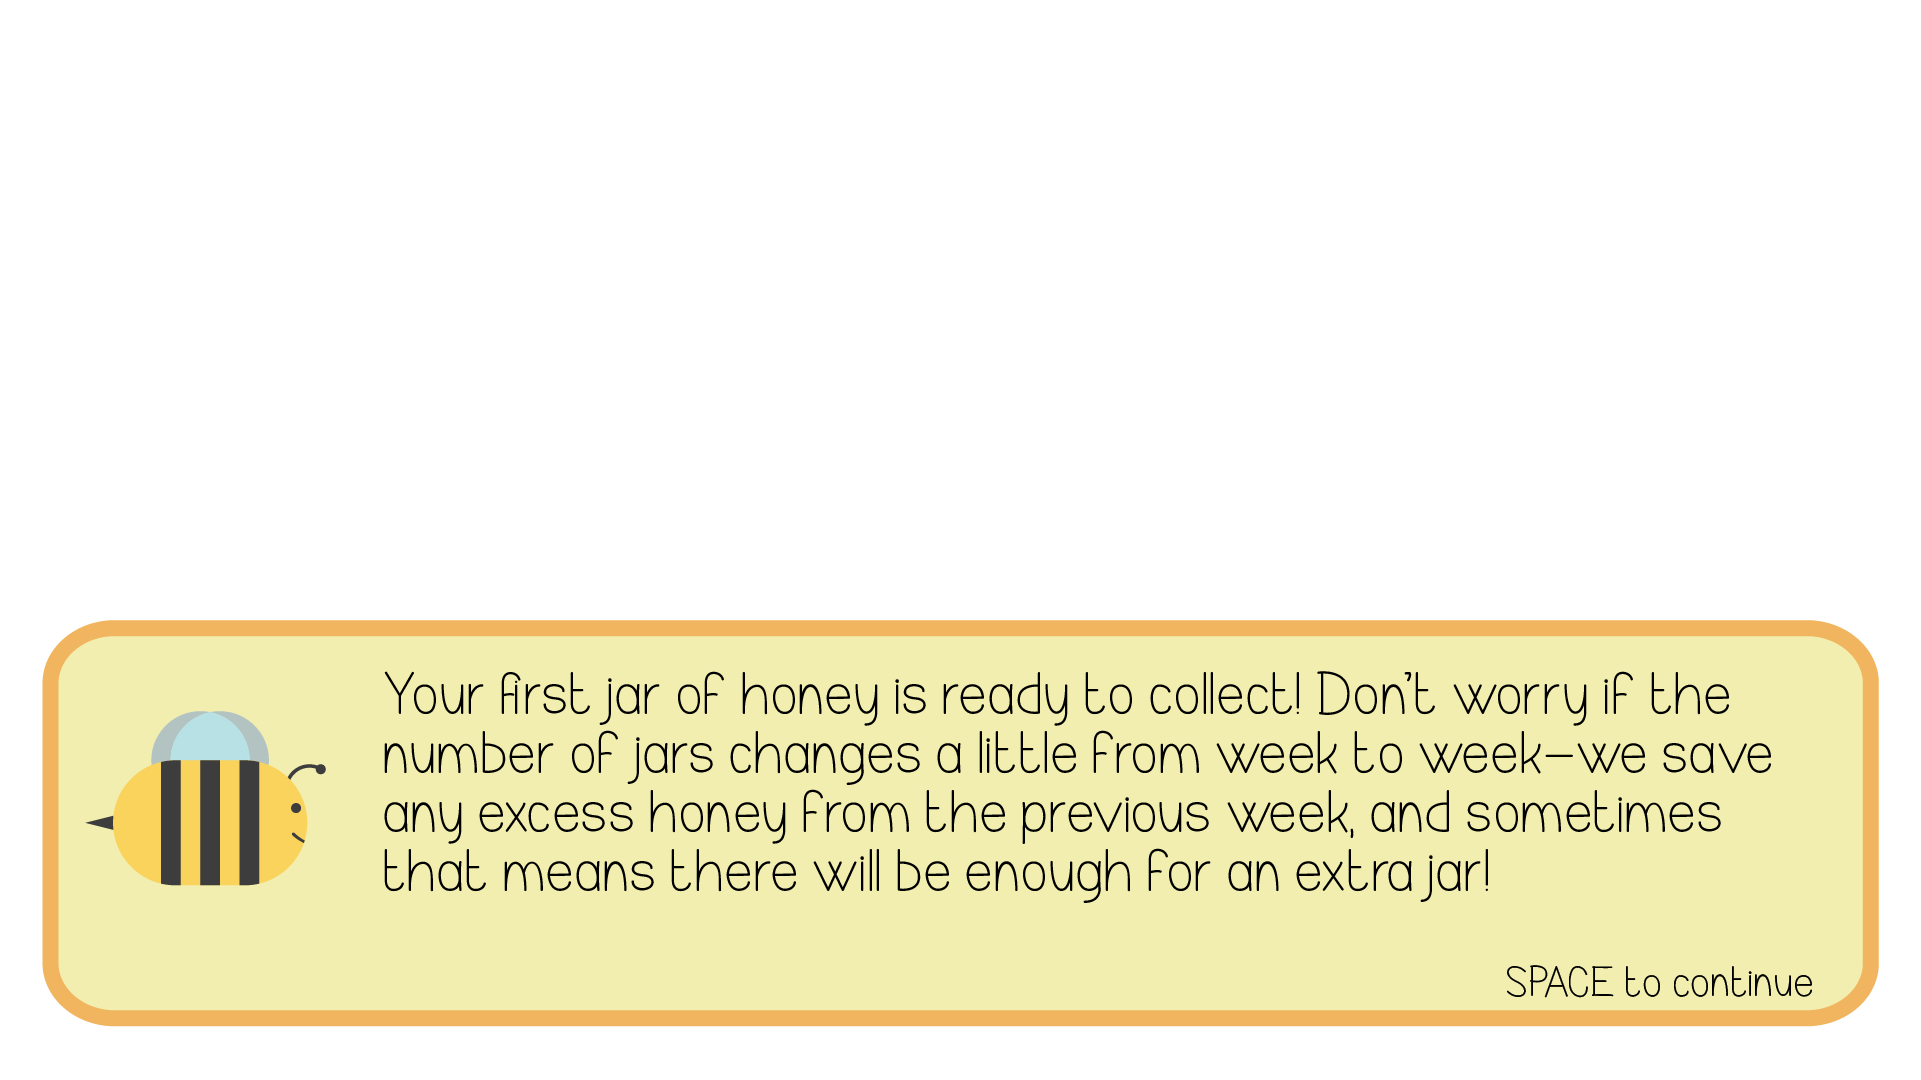 Your first jar of honey is ready to collect! Don't worry if the
number of jars changes a little from week to week—we save
any excess honey from the previous week, and sometimes
that means there will be enough for an extra jar!
SPACE to continue